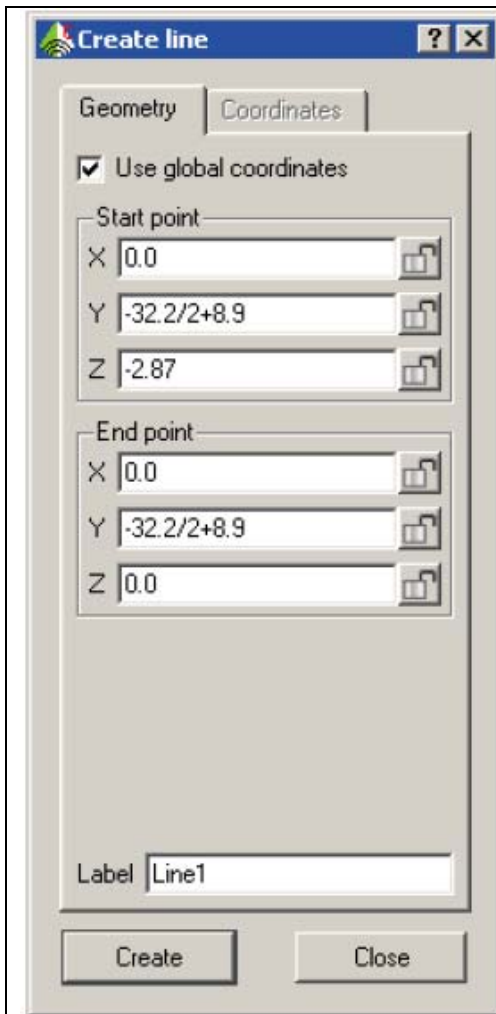 Create line
Geometry
Coordinates
Use global coordinates
Start point
X 0.0
Y -32.2/2+8.9
Z -2.87
End point
X 0.0
Y -32.2/2+8.9
Z 0.0
Label Line1
Create
Close